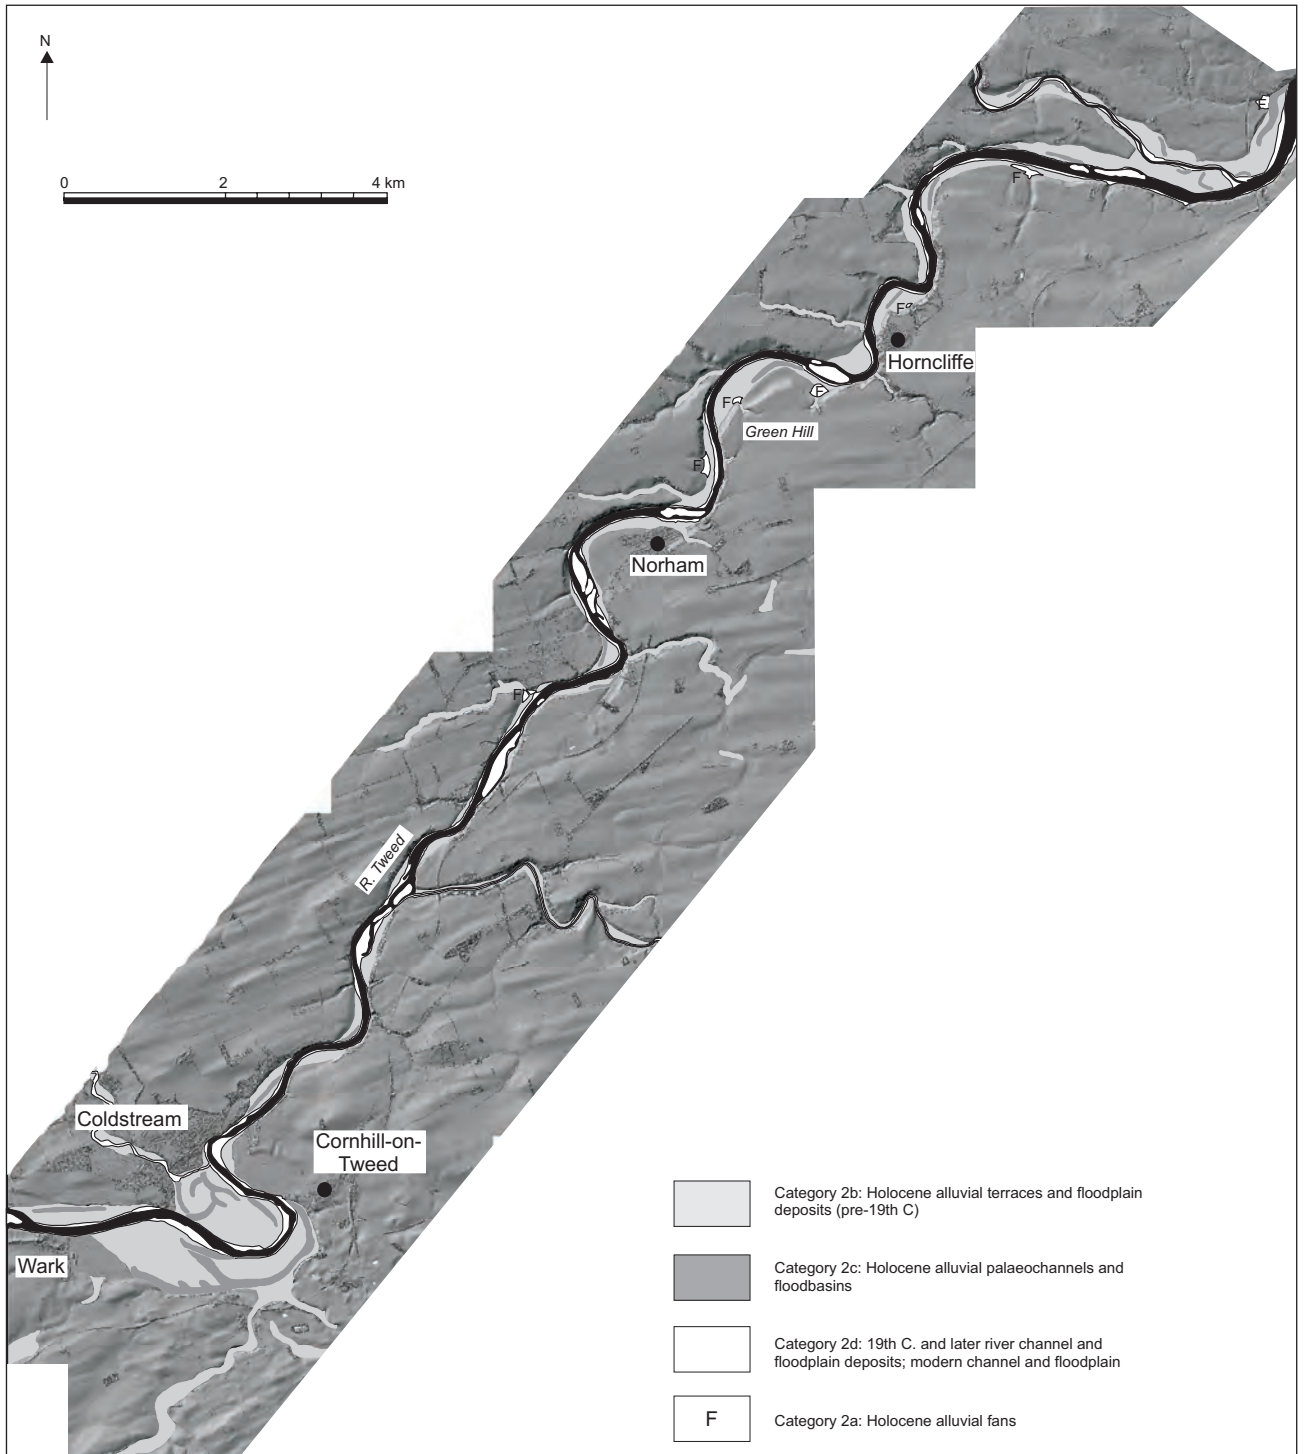 N
0 2 4 km
F
F
F
Horncliffe
F
F
Green Hill
F
Norham
F
R. Tweed
Coldstream
Cornhill-on-
Tweed
Wark
Category 2b: Holocene alluvial terraces and floodplain
deposits (pre-19th C)
Category 2c: Holocene alluvial palaeochannels and
floodbasins
Category 2d: 19th C. and later river channel and
floodplain deposits; modern channel and floodplain
F
Category 2a: Holocene alluvial fans